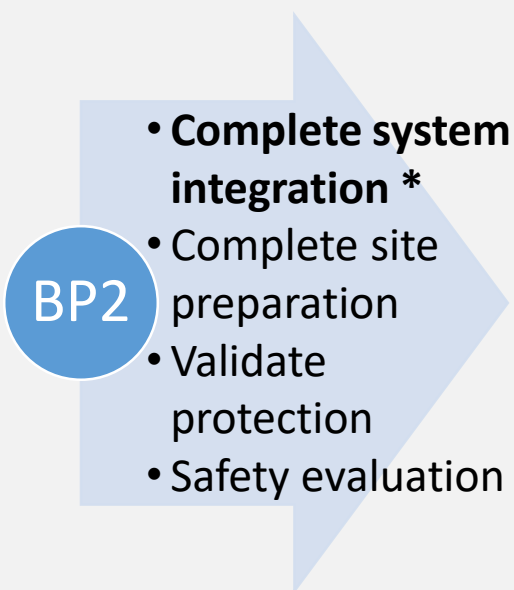 • Complete system
integration *
• Complete site
preparation
• Validate
protection
• Safety evaluation
BP2